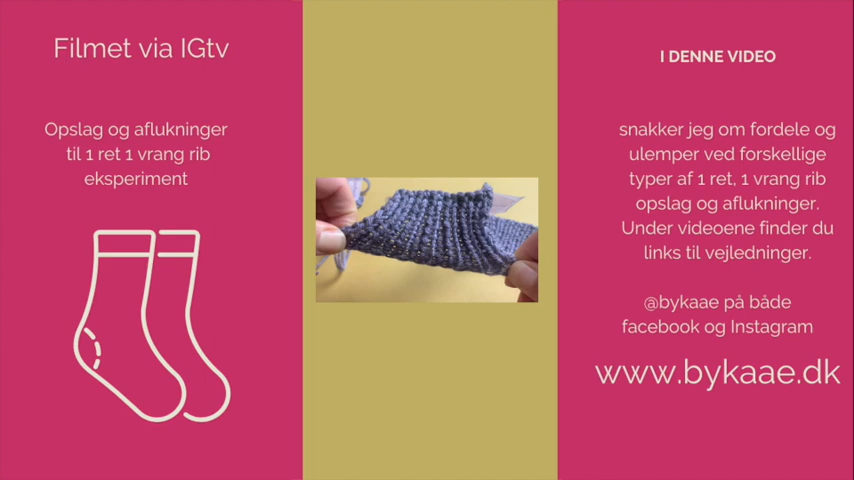 Filmet via IGtv
Opslag og aflukninger
til 1 ret 1 vrang rib
eksperiment
I DENNE VIDEO
snakker jeg om fordele og
ulemper ved forskellige
typer af 1 ret, 1 vrang rib
opslag og aflukninger.
Under videoene finder du
links til vejledninger.
@bykaae på både
facebook og Instagram
www.bykaae.dk